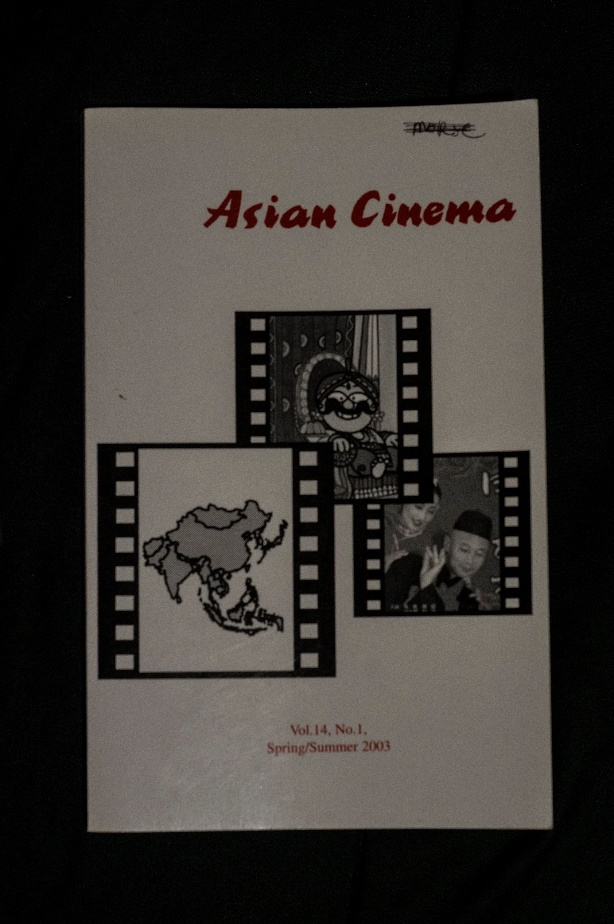 Asian Cinema
Vol.14, No.1,
Spring/Summer 2003